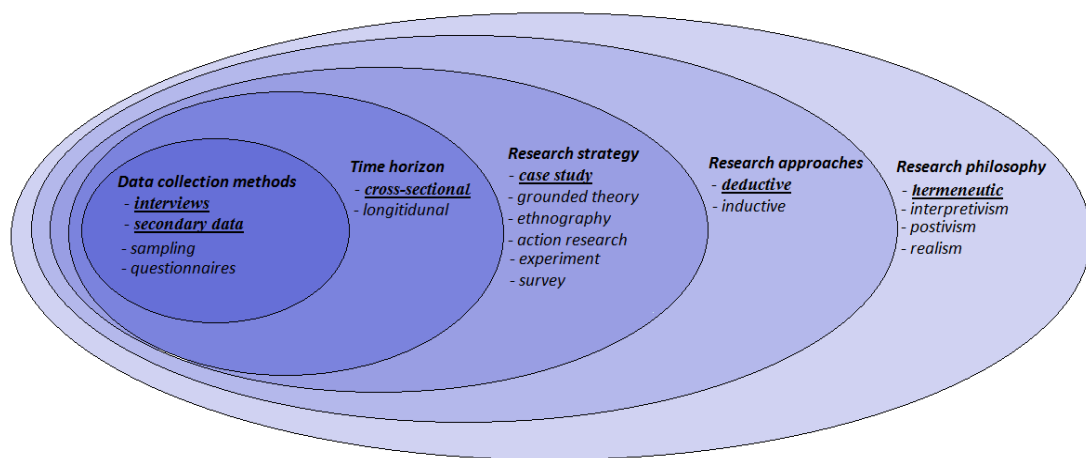 Data collection methods
- interviews
- secondary data
- sampling
- questionnaires
Time horizon
- cross-sectional
- longitidunal
Research strategy
- case study
- grounded theory
- ethnography
- action research
- experiment
- survey
Research approaches
- deductive
- inductive
Research philosophy
- hermeneutic
- interpretivism
- postivism
- realism